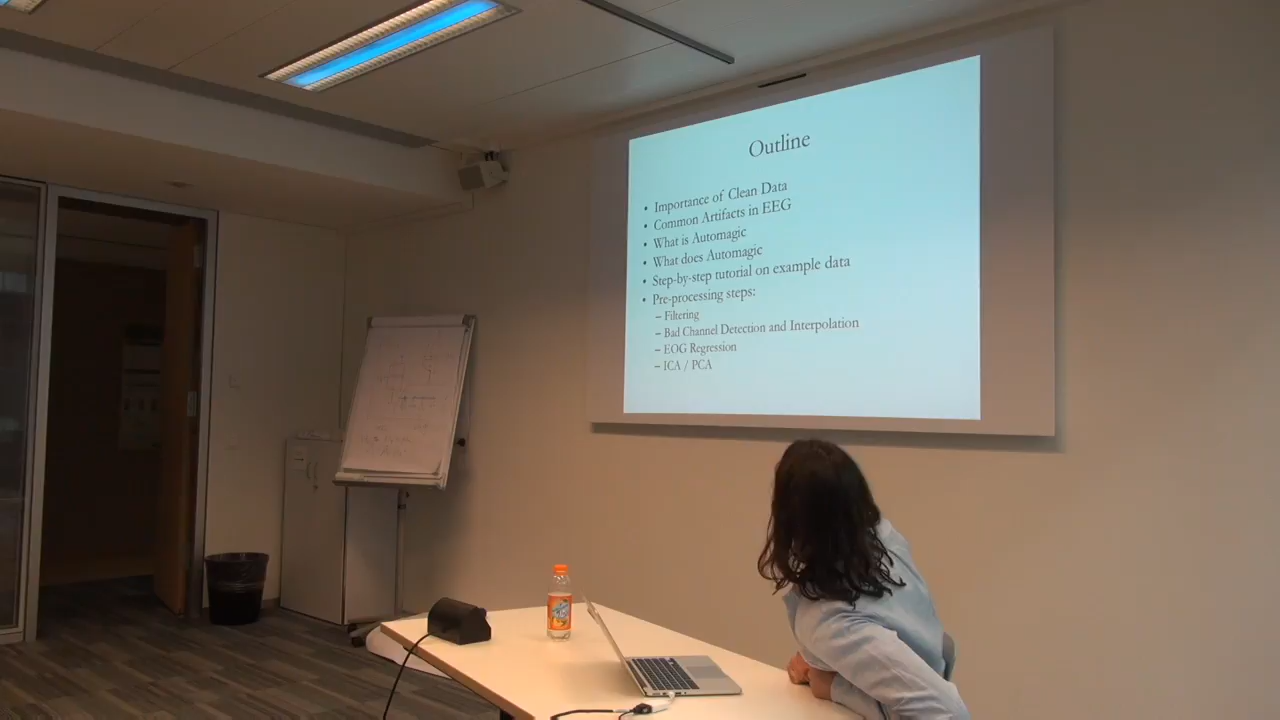 Outline
• Importance of Clean Data
• Common Artifacts in EEG
• What is Automagic
• What does Automagic
• Step-by-step tutorial on example data
• Pre-processing steps:
– Filtering
– Bad Channel Detection and Interpolation
– EOG Regression
– ICA / PCA